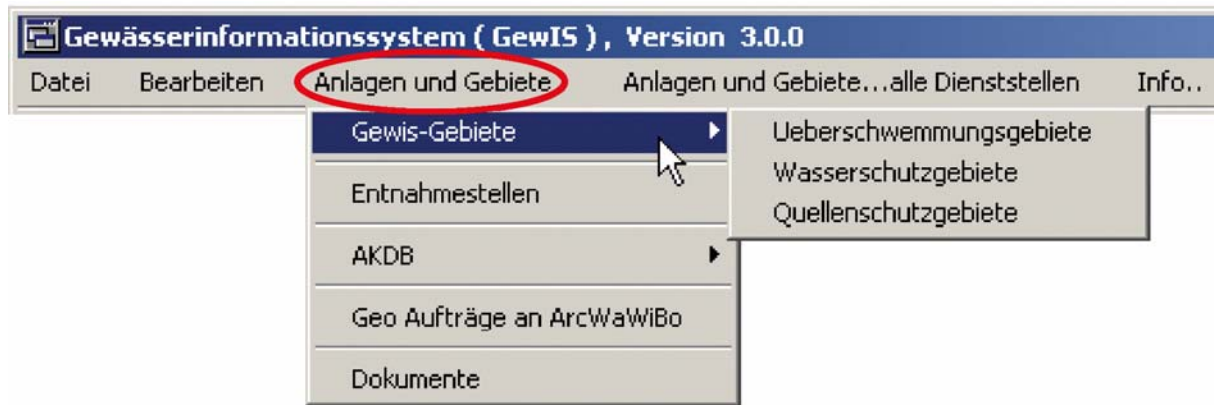 Gewässerinformationssystem ( GewIS ) , Version 3.0.0
Datei Bearbeiten Anlagen und Gebiete Anlagen und Gebiete...alle Dienststellen Info..
Gewis-Gebiete
Entnahmestellen
AKDB
Geo Aufträge an ArcWaWiBo
Dokumente
Ueberschwemmungsgebiete
Wasserschutzgebiete
Quellenschutzgebiete